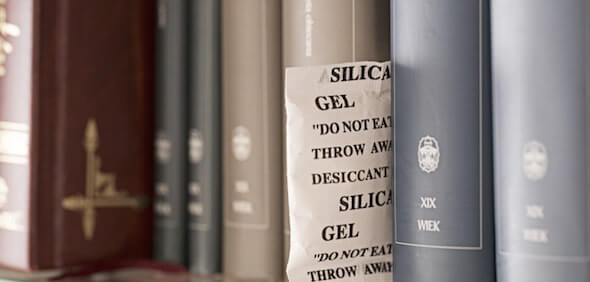 SILICA
GEL
"DO NOT EAT
THROW AWA
DESICCANT
SILICA
GEL
"DO NOT EAT
THROW AWAY
XIX
WIEK
XIX
WIEK
XIX
WIEK